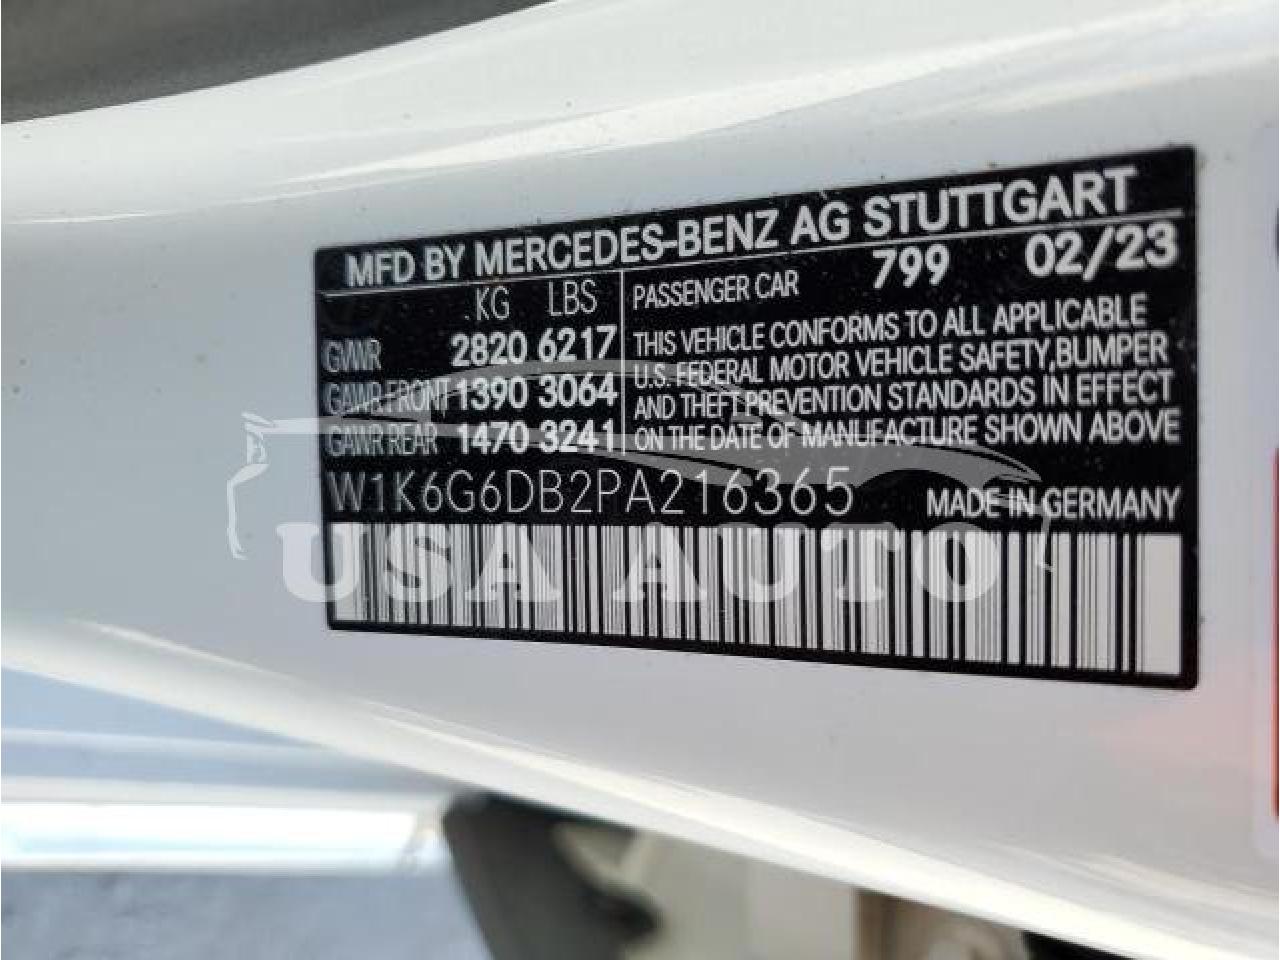 MFD BY MERCEDES-BENZ AG STUTTGART
KG LBS
GVWR 2820 6217
GAWR FRONT 1390 3064
GAWR REAR 1470 3241
PASSENGER CAR 799 02/23
THIS VEHICLE CONFORMS TO ALL APPLICABLE
U.S. FEDERAL MOTOR VEHICLE SAFETY,BUMPER
AND THEFT PREVENTION STANDARDS IN EFFECT
ON THE DATE OF MANUFACTURE SHOWN ABOVE
W1K6G6DB2PA216365 MADE IN GERMANY
USA AUTO